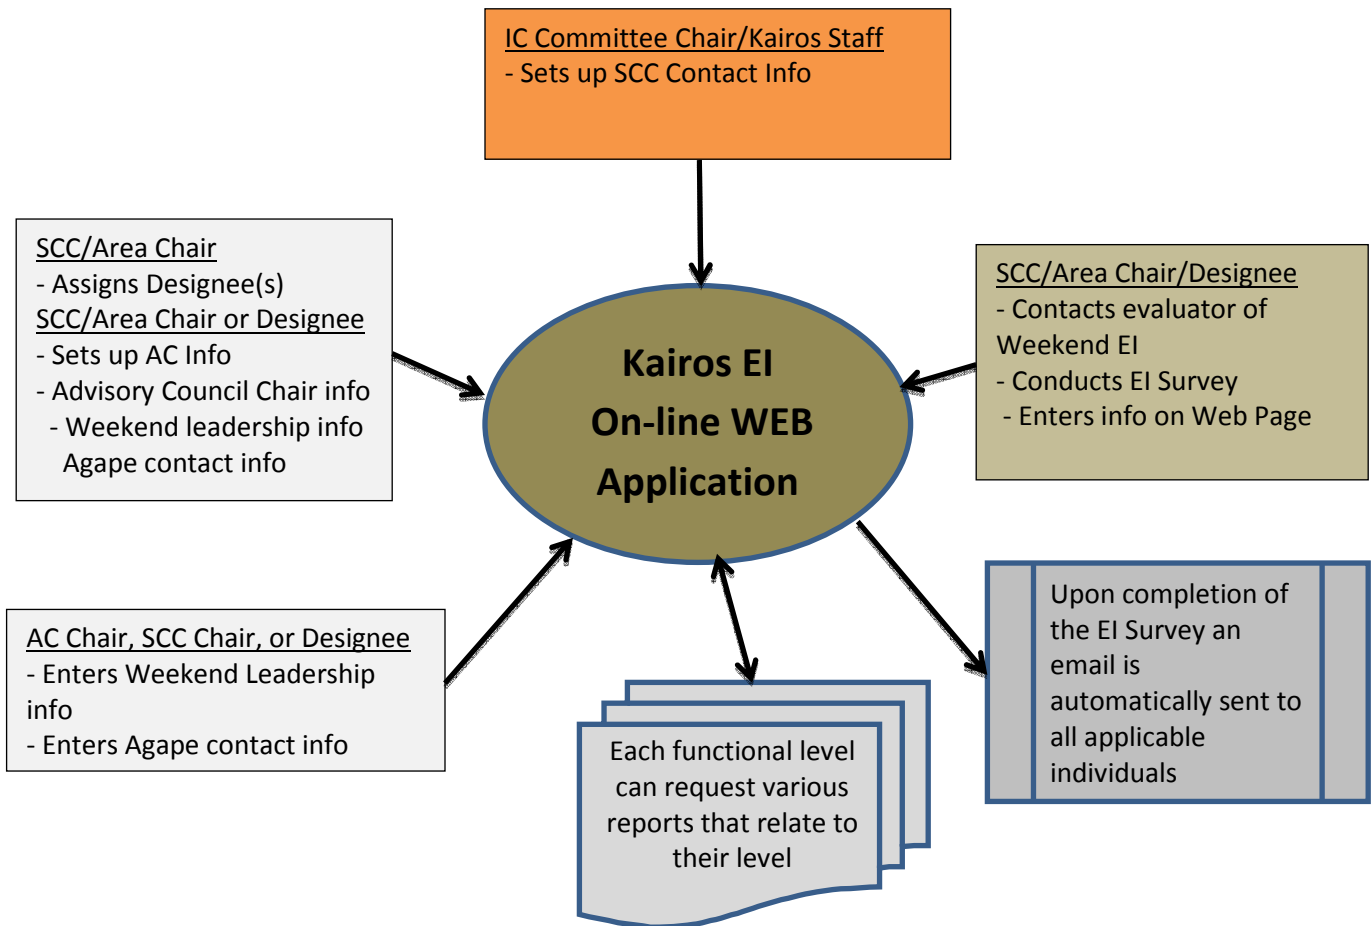 IC Committee Chair/Kairos Staff
- Sets up SCC Contact Info
SCC/Area Chair
- Assigns Designee(s)
SCC/Area Chair or Designee
- Sets up AC Info
- Advisory Council Chair info
- Weekend leadership info
Agape contact info
Kairos EI
On-line WEB
Application
SCC/Area Chair/Designee
- Contacts evaluator of
Weekend EI
- Conducts EI Survey
- Enters info on Web Page
AC Chair, SCC Chair, or Designee
- Enters Weekend Leadership
info
- Enters Agape contact info
Each functional level
can request various
reports that relate to
their level
Upon completion of
the EI Survey an
email is
automatically sent to
all applicable
individuals